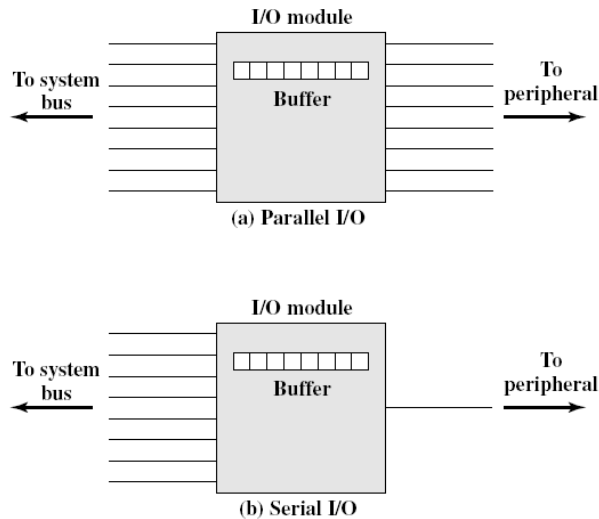 I/O module
To system
bus
Buffer
To
peripheral
(a) Parallel I/O
I/O module
To system
bus
Buffer
To
peripheral
(b) Serial I/O